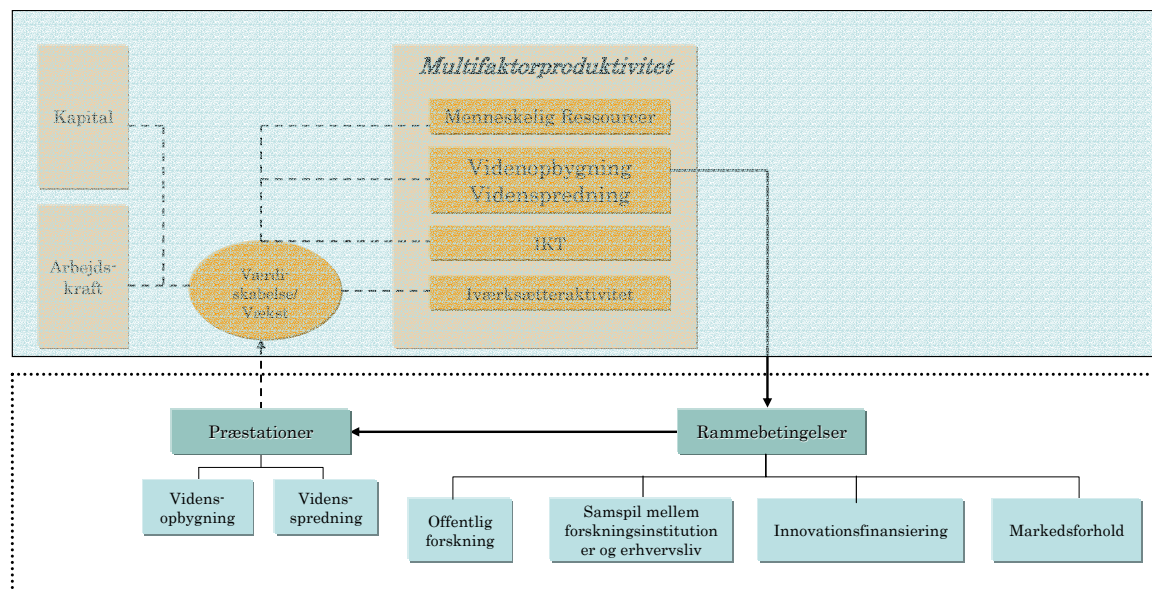 Multifaktorproduktivitet
Kapital
Menneskelig Ressourcer
Videnopbygning
Videnspredning
IKT
Iværksætteraktivitet
Arbejds-
kraft
Værdi-
skabelse/
Vækst
Præstationer
Rammebetingelser
Videns-
opbygning
Videns-
spredning
Offentlig
forskning
Samspil mellem
forskningsinstitution
er og erhvervsliv
Innovationsfinansiering
Markedsforhold